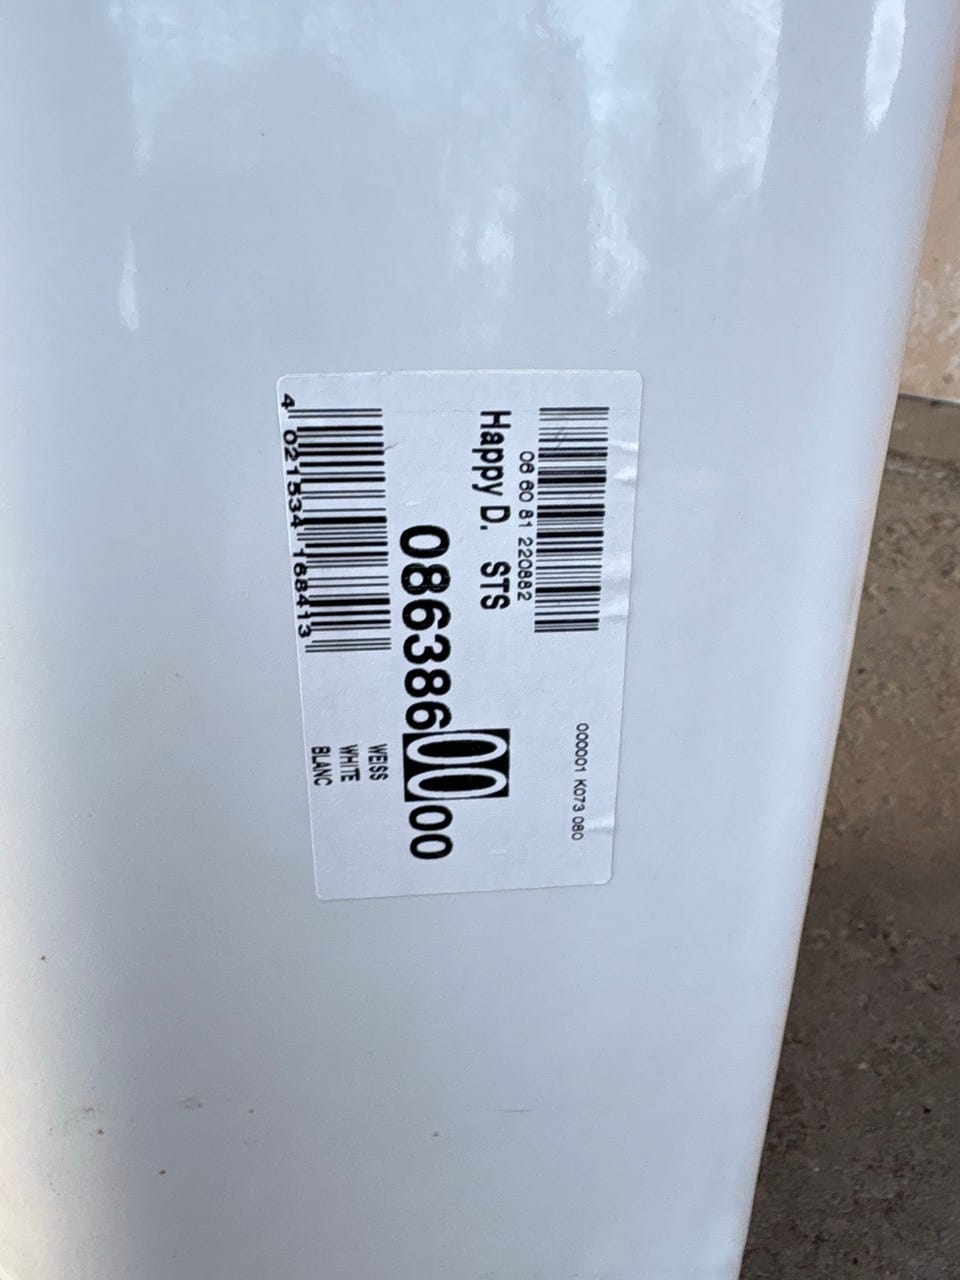 000001 K073 080
06 60 81 220882
Happy D. STS
0863860000
WEISS
WHITE
BLANC
4 021534 168413